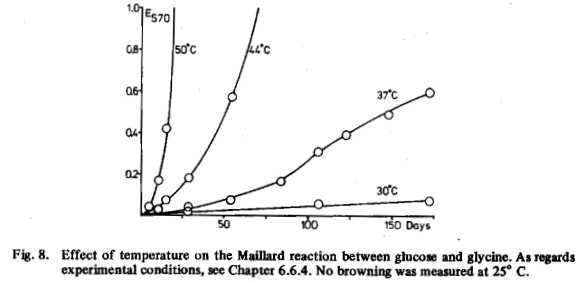 1.0
E570
0.8
50°C
44°C
0.6
37°C
0.4
0.2
30°C
50
100
150 Days
Fig. 8. Effect of temperature on the Maillard reaction between glucose and glycine. As regards
experimental conditions, see Chapter 6.6.4. No browning was measured at 25° C.